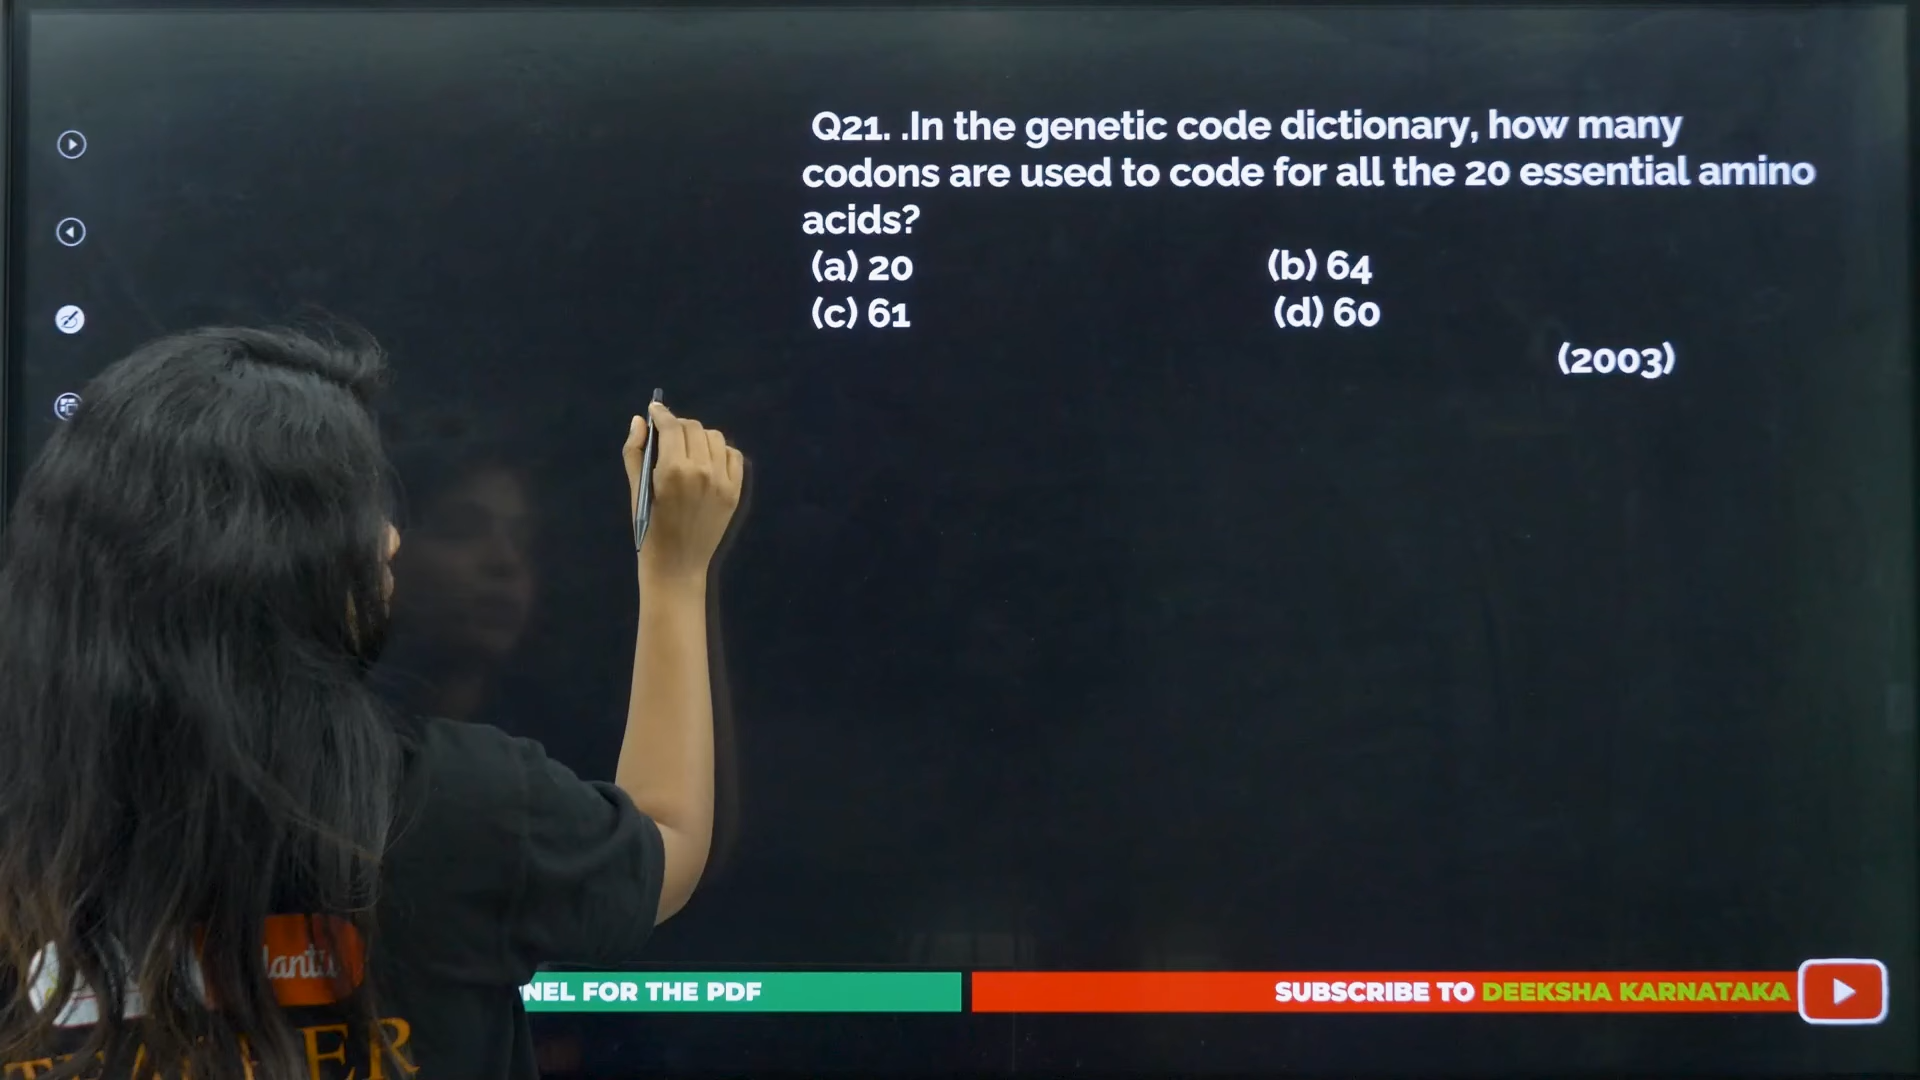 Q21. .In the genetic code dictionary, how many
codons are used to code for all the 20 essential amino
acids?
(a) 20 (b) 64
(c) 61 (d) 60
(2003)
FOR THE PDF
SUBSCRIBE TO DEEKSHA KARNATAKA